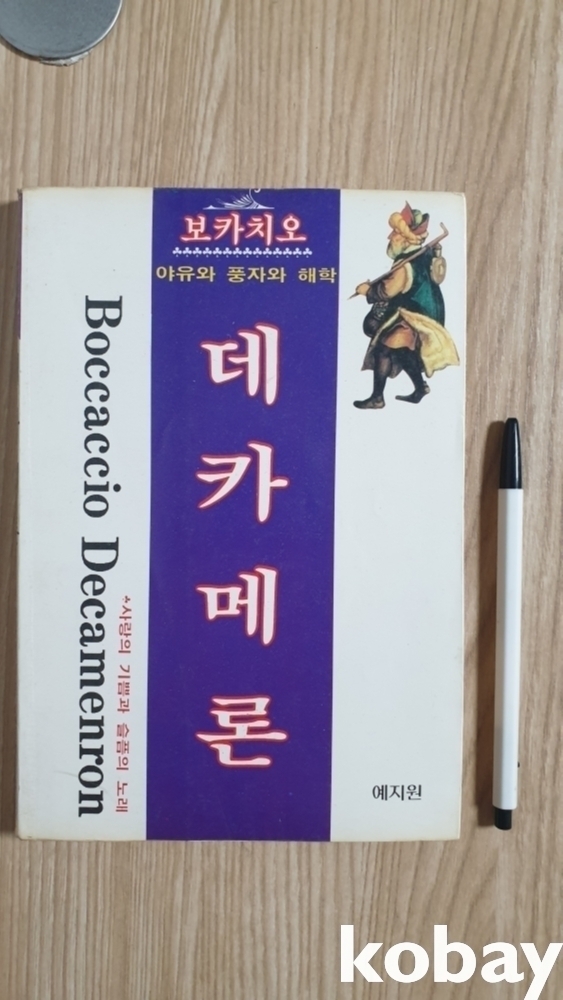 보카치오
야유와 풍자와 해학
데카메론
Boccaccio Decamenron
사랑의 기쁨과 슬픔의 노래
예지원
kobay